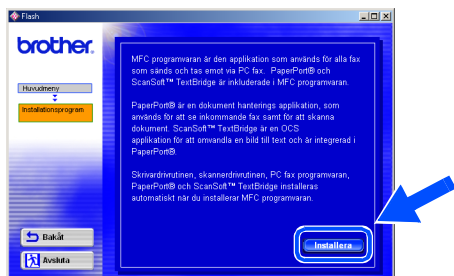 Flash
brother.
Huvudmeny
Installationsprogram
MFC programvaran är den applikation som används för alla fax
som sänds och tas emot via PC fax. PaperPort® och
ScanSoft™ TextBridge är inkluderade i MFC programvaran.
PaperPort® är en dokument hanterings applikation, som
används för att se inkommande fax samt för att skanna
dokument. ScanSoft™ TextBridge är en OCS
applikation för att omvandla en bild till text och är integrerad i
PaperPort®.
Skrivardrivrutinen, skannerdrivrutinen, PC fax programvaran,
PaperPort® och ScanSoft™ TextBridge installeras
automatiskt när du installerar MFC programvaran.
Bakåt
Avsluta
Installera